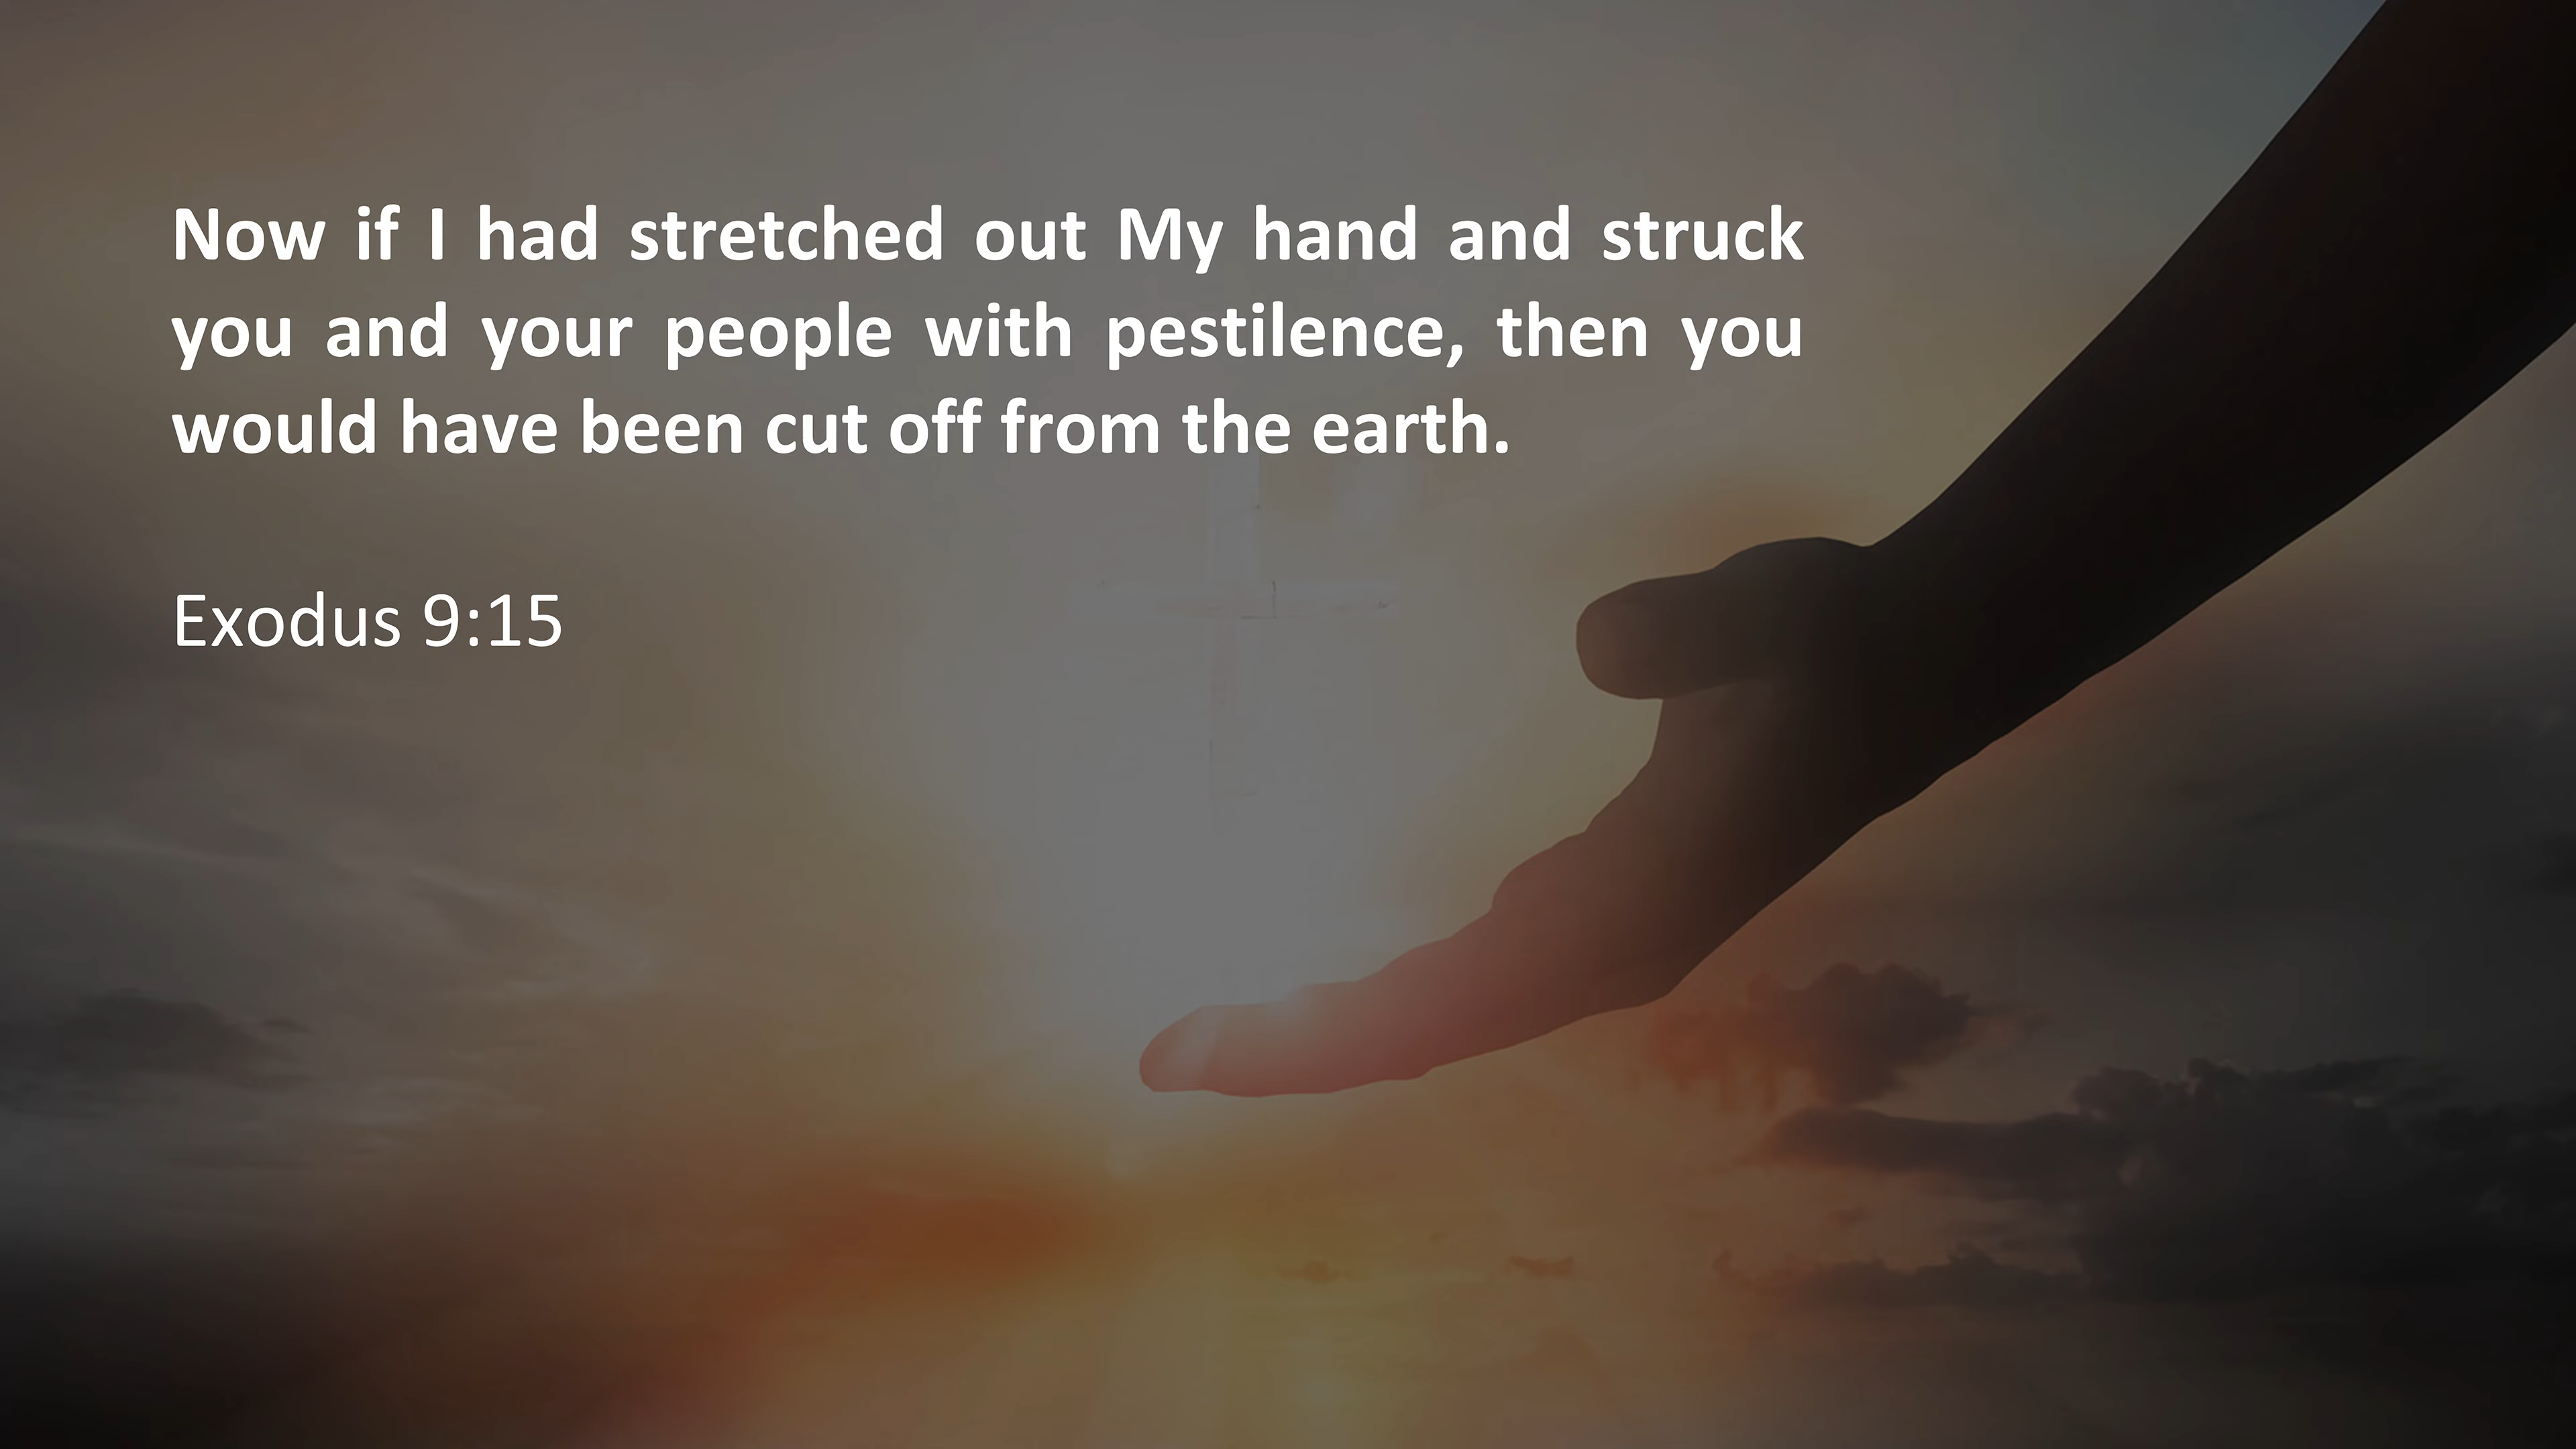 Now if I had stretched out My hand and struck
you and your people with pestilence, then you
would have been cut off from the earth.
Exodus 9:15